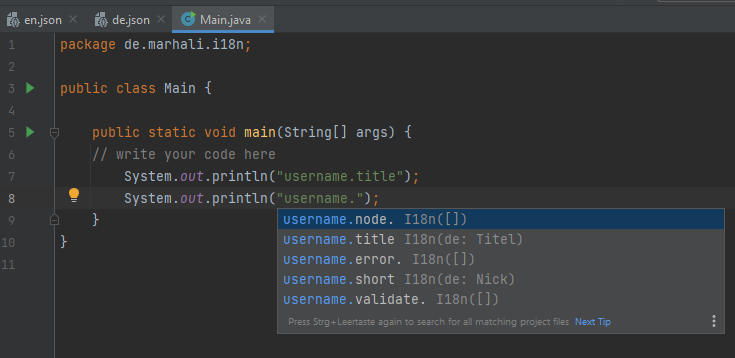 en.json de.json Main.java
1 package de.marhali.i18n;
2
3 public class Main {
4
5 public static void main(String[] args) {
6 // write your code here
7 System.out.println("username.title");
8 System.out.println("username.");
9 }
10 }
11
username.node. I18n([])
username.title I18n(de: Titel)
username.error. I18n([])
username.short I18n(de: Nick)
username.validate. I18n([])
Press Strg+Leertaste again to search for all matching project files Next Tip